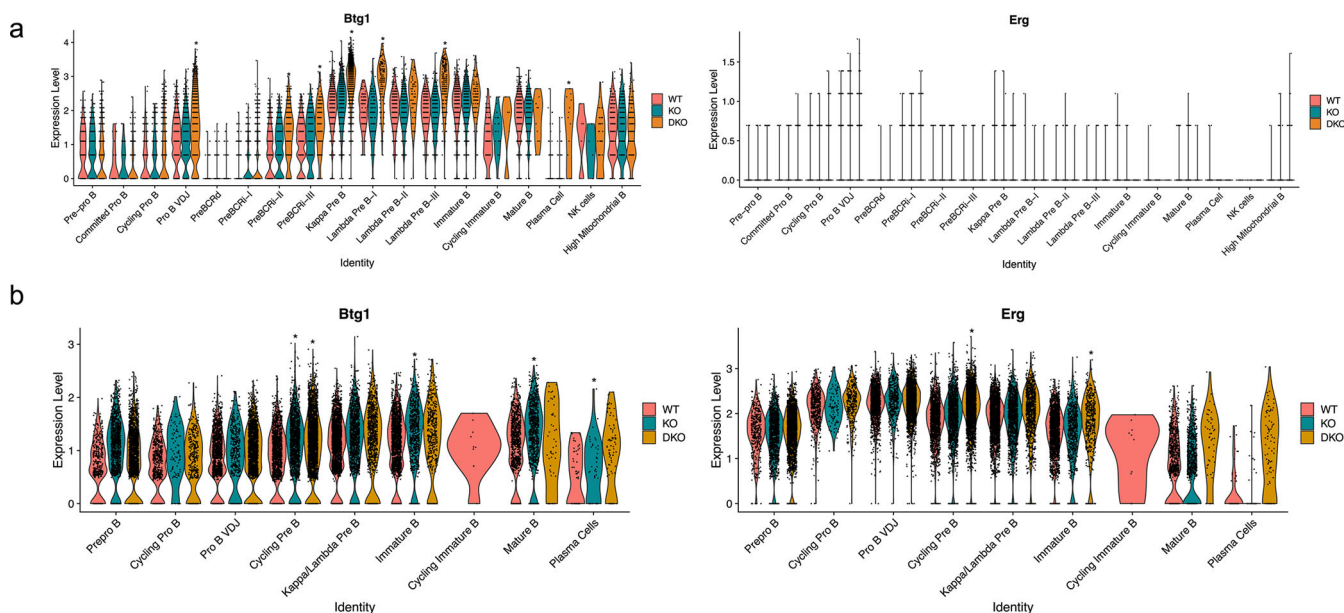 a
Btg1
Expression Level
4
3
2
1
0
*
*
*
*
*
*
Pre-pro B
Committed Pro B
Cycling Pro B
Pro B VDJ
PreBCRd
PreBCRi-I
PreBCRi-II
PreBCRi-III
Kappa Pre B
Lambda Pre B-I
Lambda Pre B-II
Lambda Pre B-III
Immature B
Cycling Immature B
Mature B
Plasma Cell
NK cells
High Mitochondrial B
Identity
WT
KO
DKO
Erg
Expression Level
1.5
1.0
0.5
0.0
Pre-pro B
Committed Pro B
Cycling Pro B
Pro B VDJ
PreBCRd
PreBCRi-I
PreBCRi-II
PreBCRi-III
Kappa Pre B
Lambda Pre B-I
Lambda Pre B-II
Lambda Pre B-III
Immature B
Cycling Immature B
Mature B
Plasma Cell
NK cells
High Mitochondrial B
Identity
WT
KO
DKO
b
Btg1
Expression Level
3
2
1
0
*
*
*
*
*
Prepro B
Cycling Pro B
Pro B VDJ
Cycling Pre B
Kappa/Lambda Pre B
Immature B
Cycling Immature B
Mature B
Plasma Cells
Identity
WT
KO
DKO
Erg
Expression Level
3
2
1
0
*
*
Prepro B
Cycling Pro B
Pro B VDJ
Cycling Pre B
Kappa/Lambda Pre B
Immature B
Cycling Immature B
Mature B
Plasma Cells
Identity
WT
KO
DKO